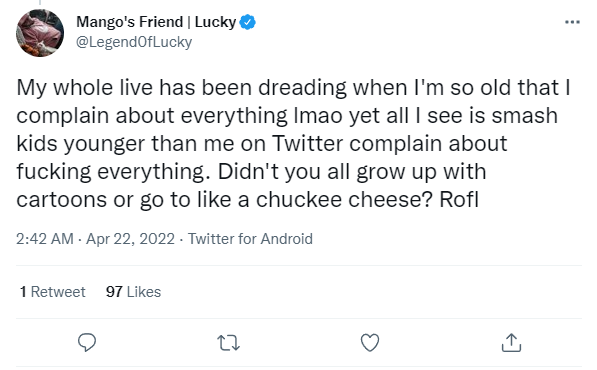 Mango's Friend | Lucky
@LegendOfLucky
My whole live has been dreading when I'm so old that I
complain about everything lmao yet all I see is smash
kids younger than me on Twitter complain about
fucking everything. Didn't you all grow up with
cartoons or go to like a chuckee cheese? Rofl
2:42 AM · Apr 22, 2022 · Twitter for Android
1 Retweet 97 Likes